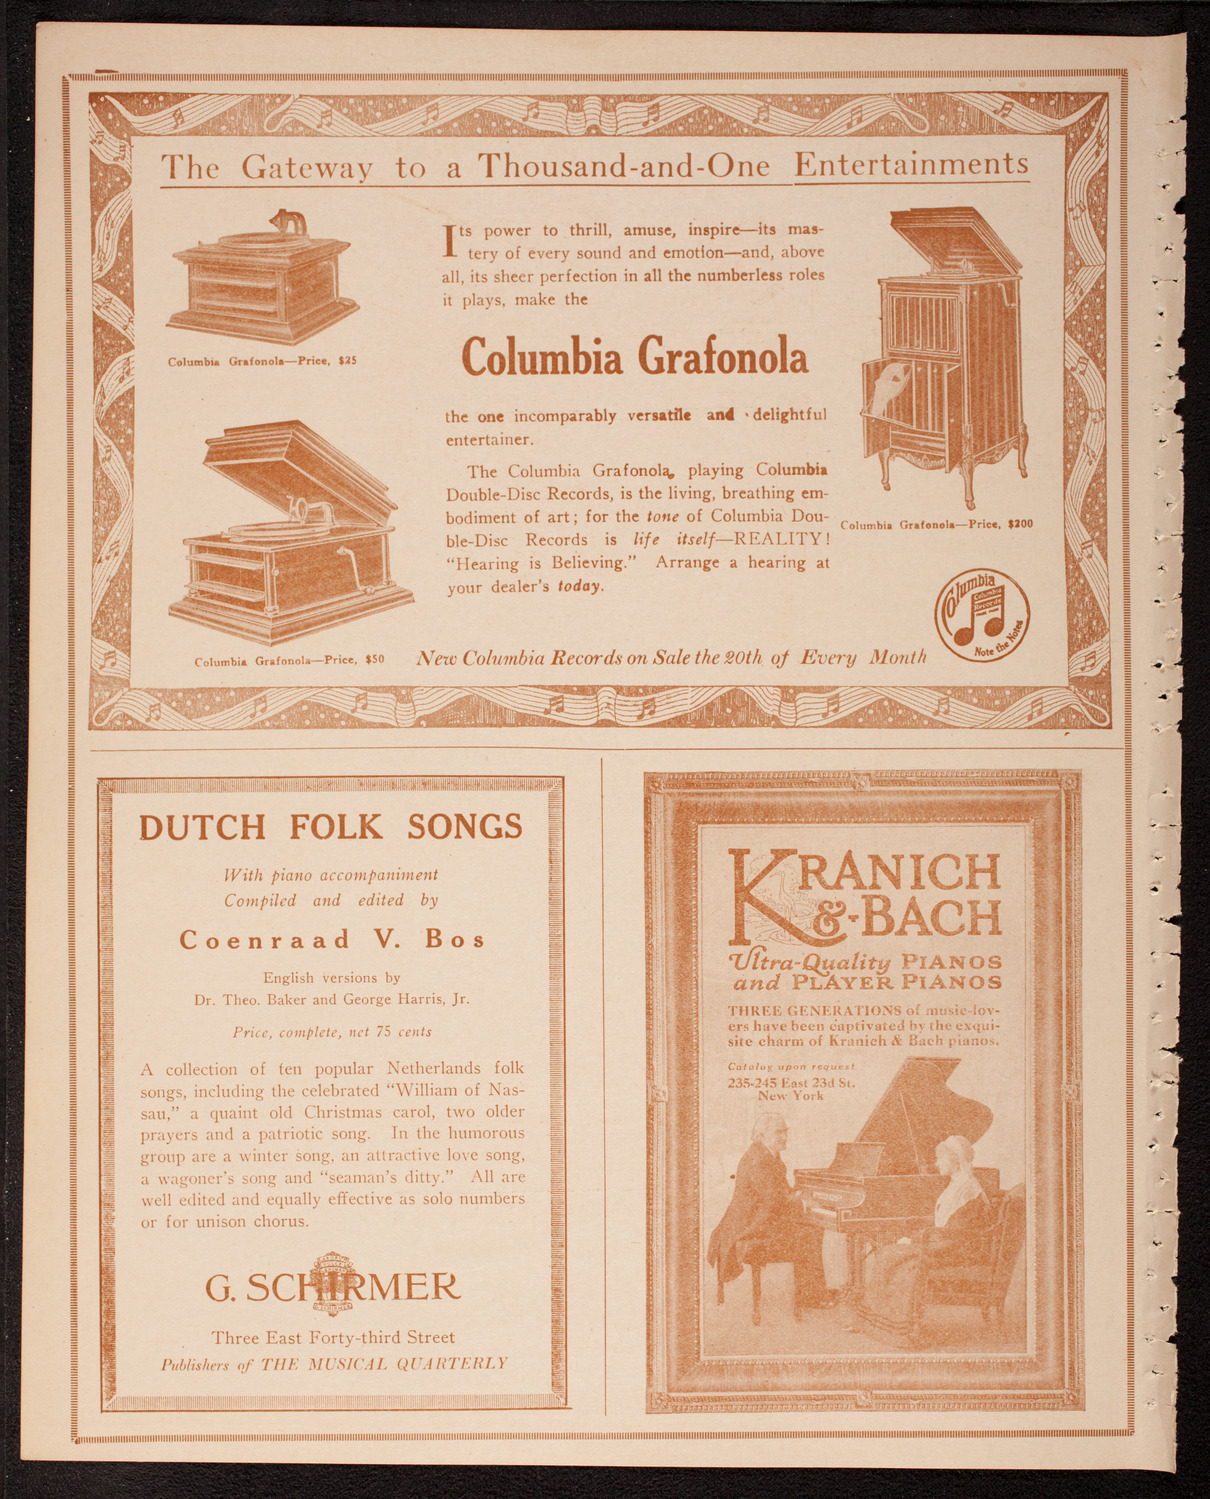 The Gateway to a Thousand-and-One Entertainments
Columbia Grafonola—Price, $25
Its power to thrill, amuse, inspire—its mas-
tery of every sound and emotion—and, above
all, its sheer perfection in all the numberless roles
it plays, make the
Columbia Grafonola
the one incomparably versatile and delightful
entertainer.
The Columbia Grafonola, playing Columbia
Double-Disc Records, is the living, breathing em-
bodiment of art; for the tone of Columbia Dou-
ble-Disc Records is life itself—REALITY!
“Hearing is Believing.” Arrange a hearing at
your dealer's today.
Columbia Grafonola—Price, $200
Columbia Grafonola—Price, $50
Columbia
Columbia
Records
Note the Notes
New Columbia Records on Sale the 20th of Every Month
DUTCH FOLK SONGS
With piano accompaniment
Compiled and edited by
Coenraad V. Bos
English versions by
Dr. Theo. Baker and George Harris, Jr.
Price, complete, net 75 cents
A collection of ten popular Netherlands folk
songs, including the celebrated “William of Nas-
sau,” a quaint old Christmas carol, two older
prayers and a patriotic song. In the humorous
group are a winter song, an attractive love song,
a wagoner's song and “seaman's ditty.” All are
well edited and equally effective as solo numbers
or for unison chorus.
G. SCHIRMER
Three East Forty-third Street
Publishers of THE MUSICAL QUARTERLY
KRANICH
&-BACH
Ultra-Quality PIANOS
and PLAYER PIANOS
THREE GENERATIONS of music-lov-
ers have been captivated by the exqui-
site charm of Kranich & Bach pianos.
Catalog upon request
235-245 East 23d St.
New York